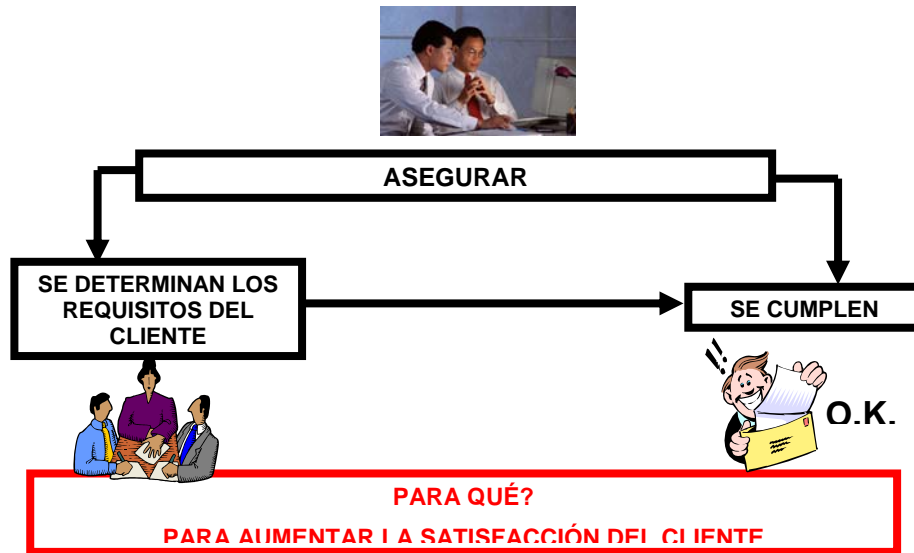 ASEGURAR
SE DETERMINAN LOS
REQUISITOS DEL
CLIENTE
SE CUMPLEN
O.K.
PARA QUÉ?
PARA AUMENTAR LA SATISFACCIÓN DEL CLIENTE